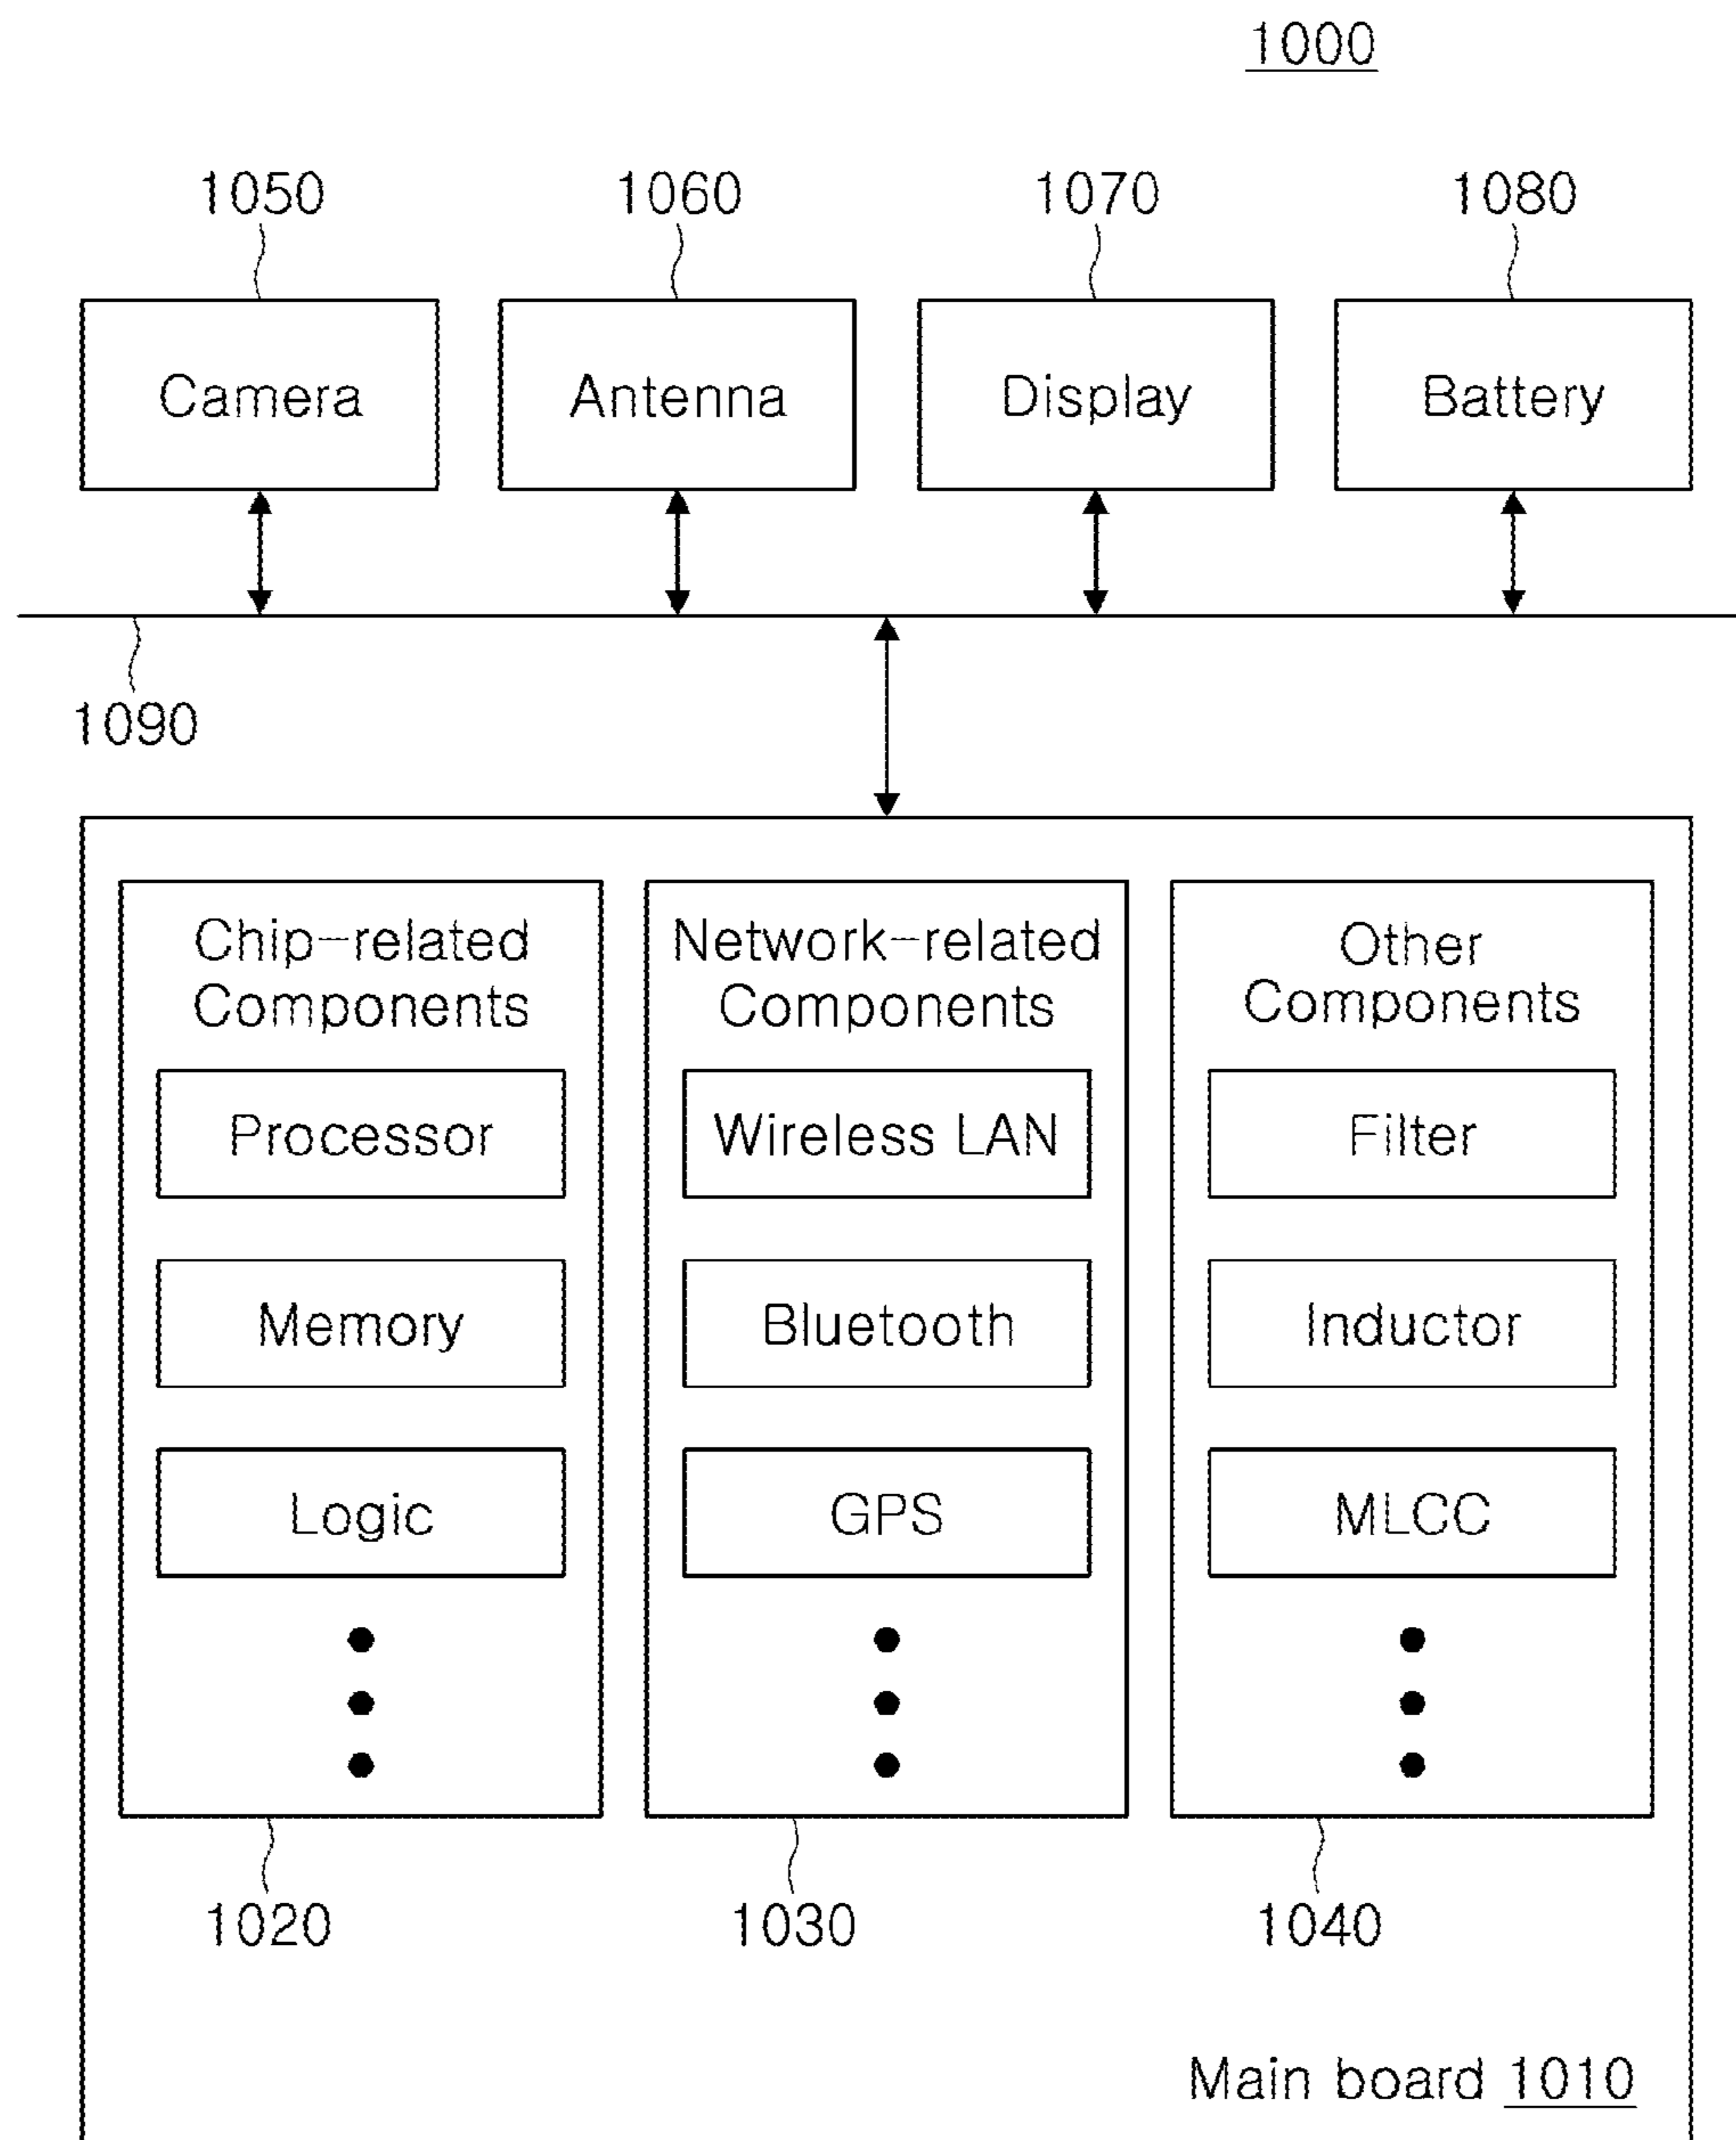 1000
1050 1060 1070 1080
Camera Antenna Display Battery
1090
Chip-related
Components
Processor
Memory
Logic
1020
Network-related
Components
Wireless LAN
Bluetooth
GPS
1030
Other
Components
Filter
Inductor
MLCC
1040
Main board 1010